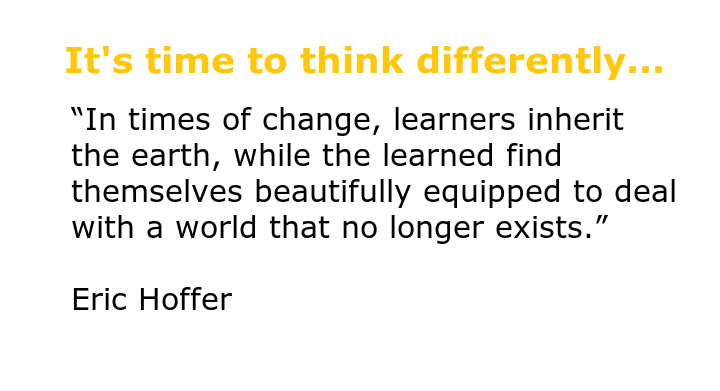 It's time to think differently...
“In times of change, learners inherit
the earth, while the learned find
themselves beautifully equipped to deal
with a world that no longer exists.”
Eric Hoffer